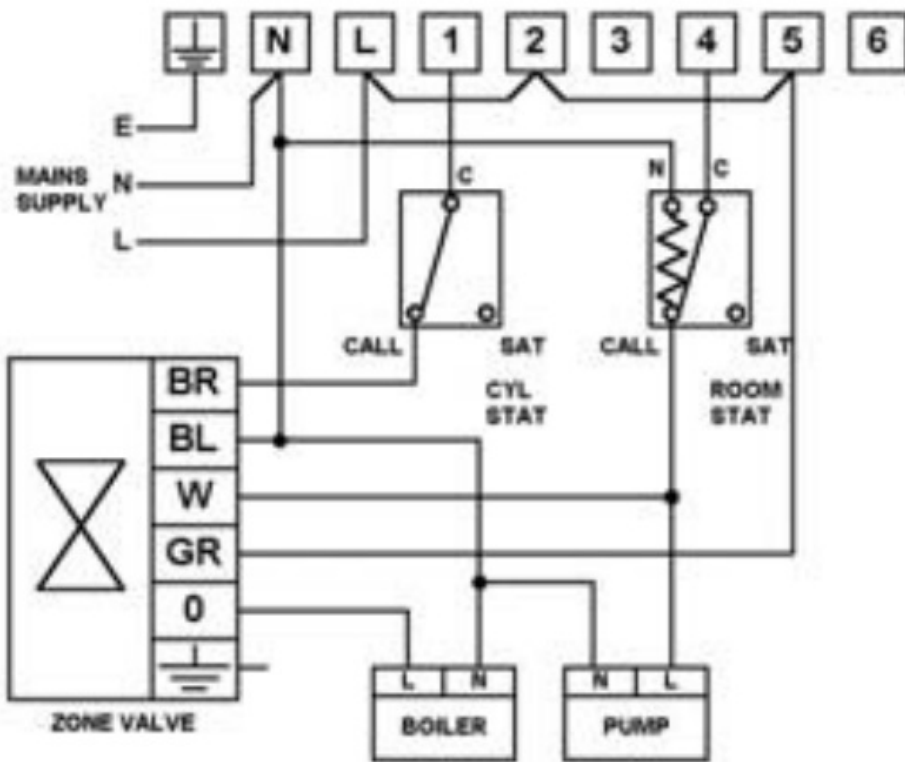 N L 1 2 3 4 5 6
E
MAINS SUPPLY
N
L
C
N C
CALL SAT
CYL STAT
CALL SAT
ROOM STAT
BR
BL
W
GR
0
ZONE VALVE
L N
BOILER
N L
PUMP